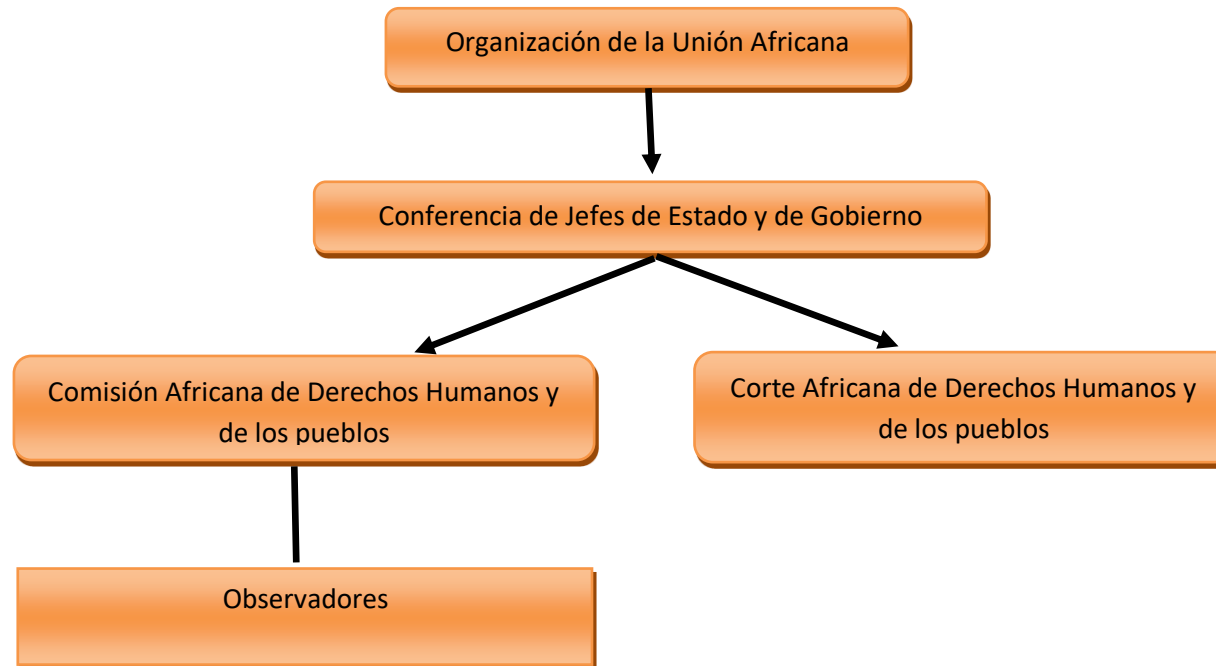 Organización de la Unión Africana
Conferencia de Jefes de Estado y de Gobierno
Comisión Africana de Derechos Humanos y
de los pueblos
Corte Africana de Derechos Humanos y
de los pueblos
Observadores